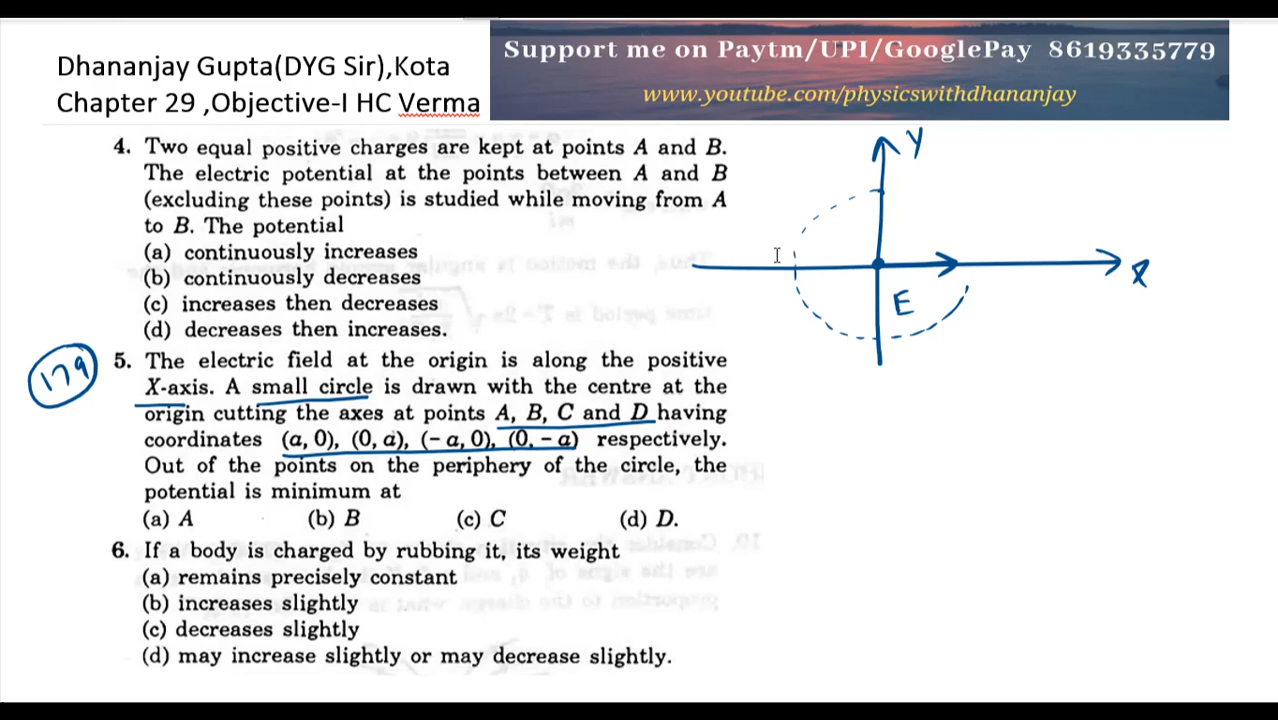 Dhananjay Gupta(DYG Sir),Kota
Chapter 29 ,Objective-I HC Verma
Support me on Paytm/UPI/GooglePay 8619335779
www.youtube.com/physicswithdhananjay
4. Two equal positive charges are kept at points A and B.
The electric potential at the points between A and B
(excluding these points) is studied while moving from A
to B. The potential
(a) continuously increases
(b) continuously decreases
(c) increases then decreases
(d) decreases then increases.
179
5. The electric field at the origin is along the positive
X-axis. A small circle is drawn with the centre at the
origin cutting the axes at points A, B, C and D having
coordinates (a, 0), (0, a), (– a, 0), (0, – a) respectively.
Out of the points on the periphery of the circle, the
potential is minimum at
(a) A (b) B (c) C (d) D.
6. If a body is charged by rubbing it, its weight
(a) remains precisely constant
(b) increases slightly
(c) decreases slightly
(d) may increase slightly or may decrease slightly.
Y
X
E